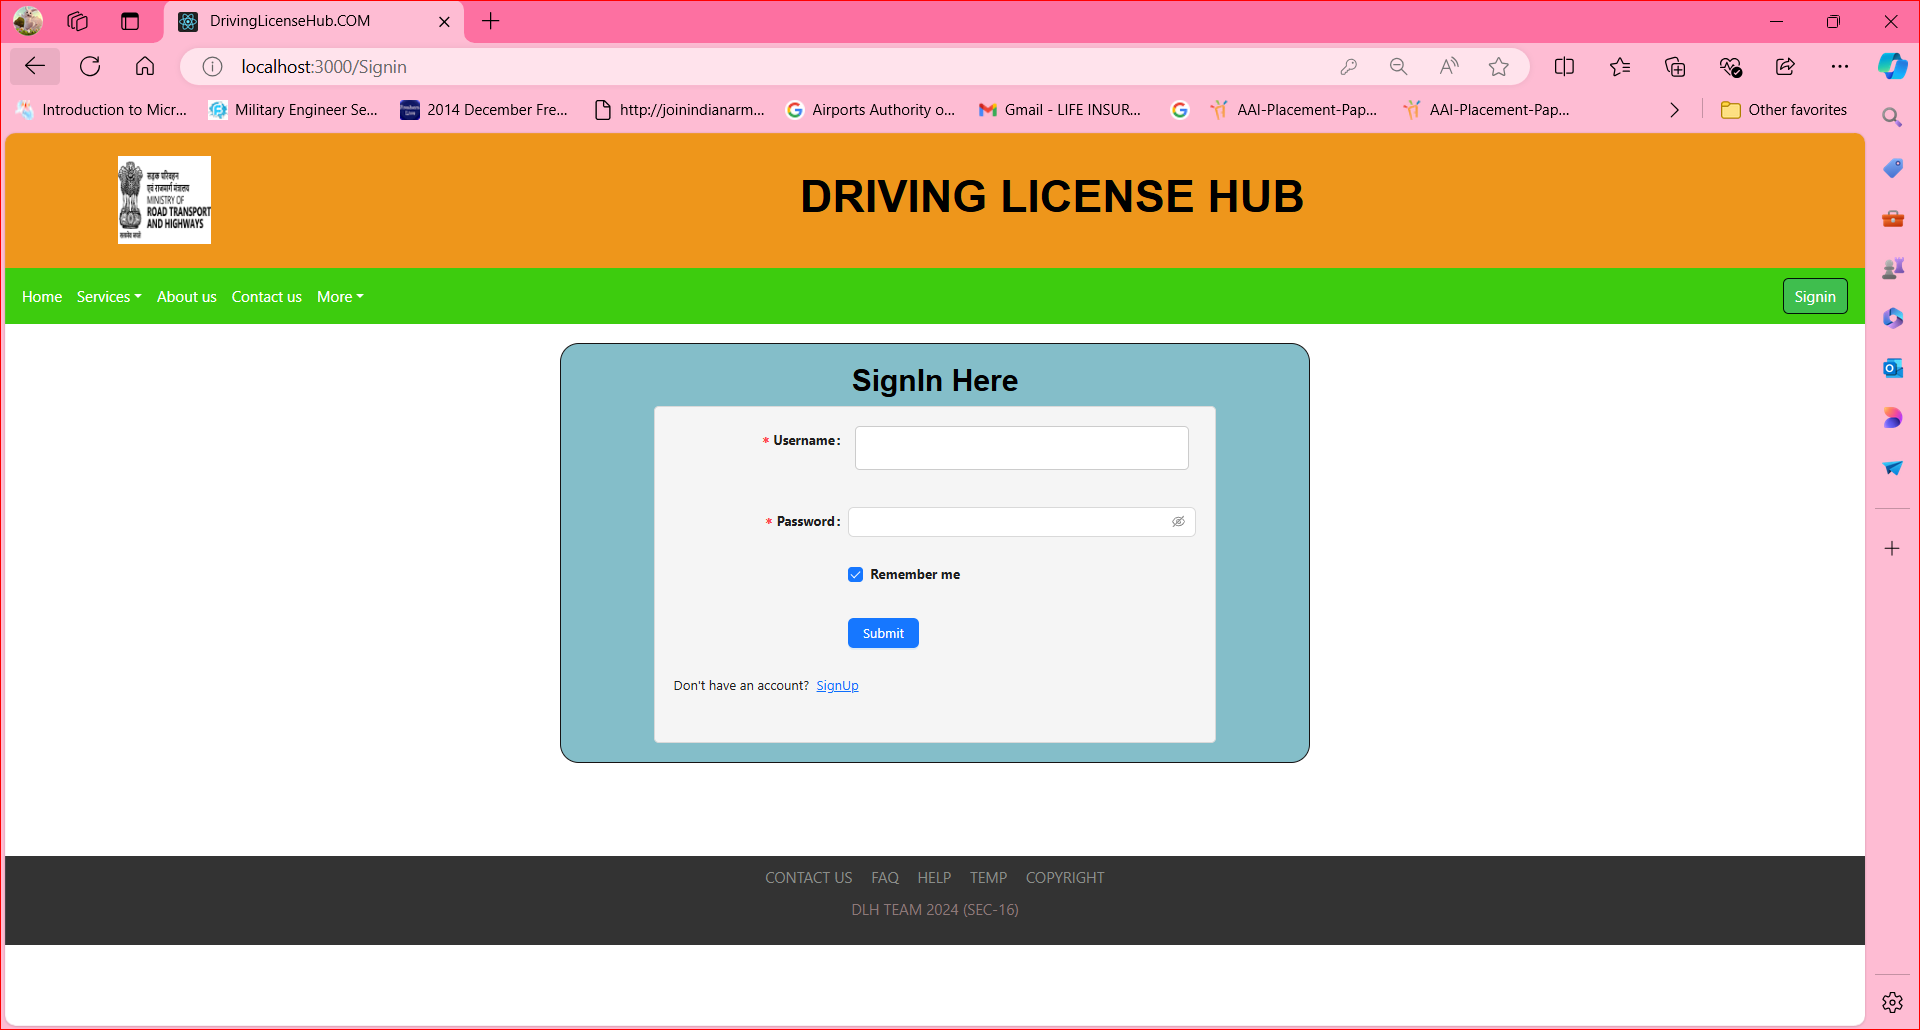 DrivingLicenseHub.COM
localhost:3000/Signin
Introduction to Micr... Military Engineer Se... 2014 December Fre... http://joinindianarm... Airports Authority o... Gmail - LIFE INSUR... AAI-Placement-Pap... AAI-Placement-Pap... Other favorites
सड़क परिवहन
एवं राजमार्ग मंत्रालय
MINISTRY OF
ROAD TRANSPORT
AND HIGHWAYS
सत्यमेव जयते
DRIVING LICENSE HUB
Home Services About us Contact us More Signin
SignIn Here
* Username:
* Password:
Remember me
Submit
Don't have an account? SignUp
CONTACT US FAQ HELP TEMP COPYRIGHT
DLH TEAM 2024 (SEC-16)